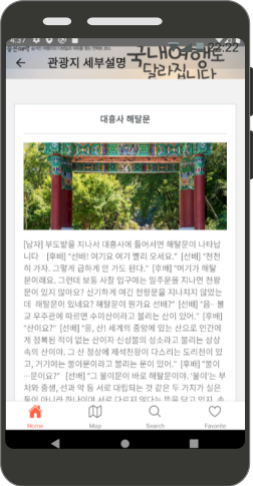 4:37
22:22
국내여행도
달라집니다
관광지 세부설명
대흥사 해탈문
[남자] 부도밭을 지나서 대흥사에 들어서면 해탈문이 나타납
니다 [후배] "선배! 여기요 여기 빨리 오세요." [선배] "천천
히 가자. 그렇게 급하게 안 가도 된다." [후배] "여기가 해탈
문이래요. 그런데 보통 사찰 입구에는 일주문을 지나면 천왕
문이 있지 않아요? 신기하게 여긴 천왕문을 지나치지 않았는
데 해탈문이 있네요? 해탈문이 뭔가요 선배?" [선배] "음- 불
교 우주관에 따르면 수미산이라고 불리는 산이 있어." [후배]
"산이요?" [선배] "응, 산! 세계의 중앙에 있는 산으로 인간에
게 정복된 적이 없는 산이자 신성불의 성소라고 불리는 상상
속의 산이야. 그 산 정상에 제석천왕이 다스리는 도리천이 있
고, 거기에는 불이문이라고 불리는 문이 있어." [후배] "불이
…문이요?" [선배] "그 불이문이 바로 해탈문이야. '불이'는 부
처와 중생, 선과 악 등 서로 대립되는 것 같은 두 가지가 실은
Home
Map
Search
Favorite